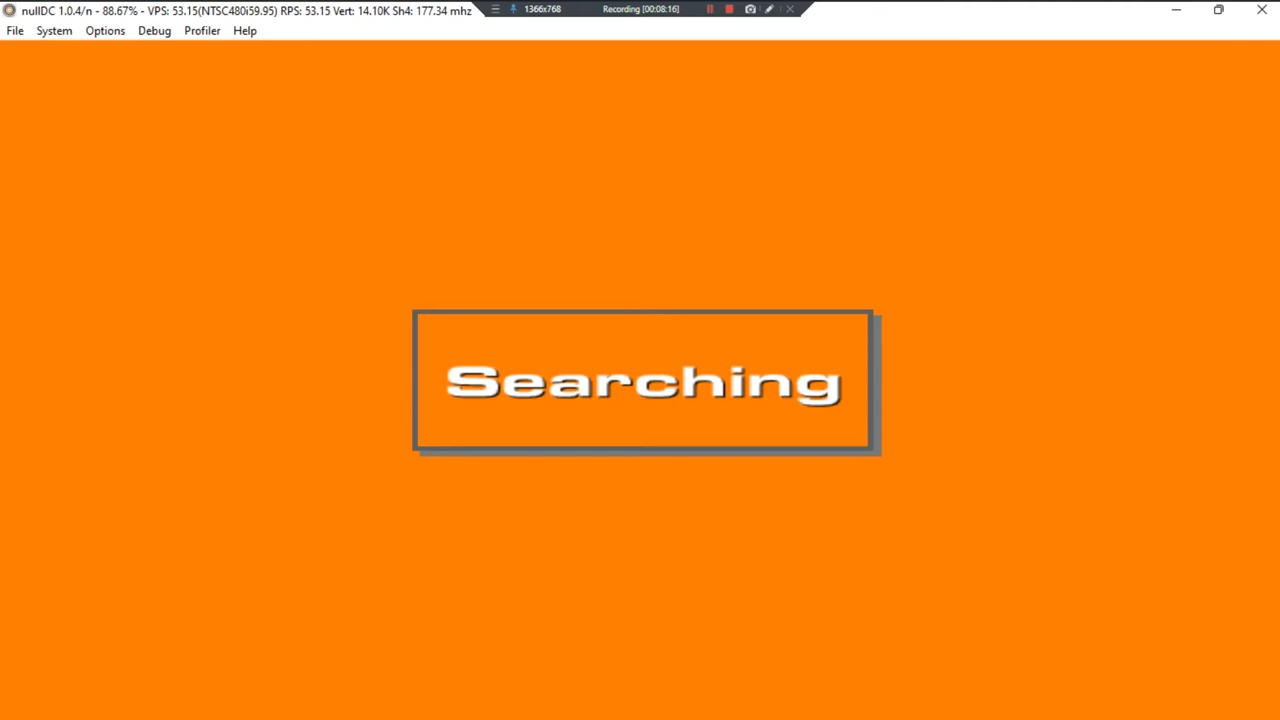 nullDC 1.0.4/n - 88.67% - VPS: 53.15(NTSC480i59.95) RPS: 53.15 Vert: 14.10K Sh4: 177.34 mhz
1366x768
Recording [00:08:16]
File System Options Debug Profiler Help
Searching